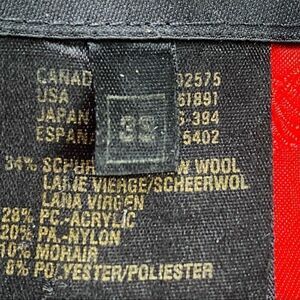 CANAD 02575
USA 61891
JAPAN S-394
ESPAN 5402
38
34% SCHUR W WOOL
LAINE VIERGE/SCHEERWOL
LANA VIRGEN
28% PC-ACRYLIC
20% PA-NYLON
10% MOHAIR
8% POLYESTER/POLIESTER